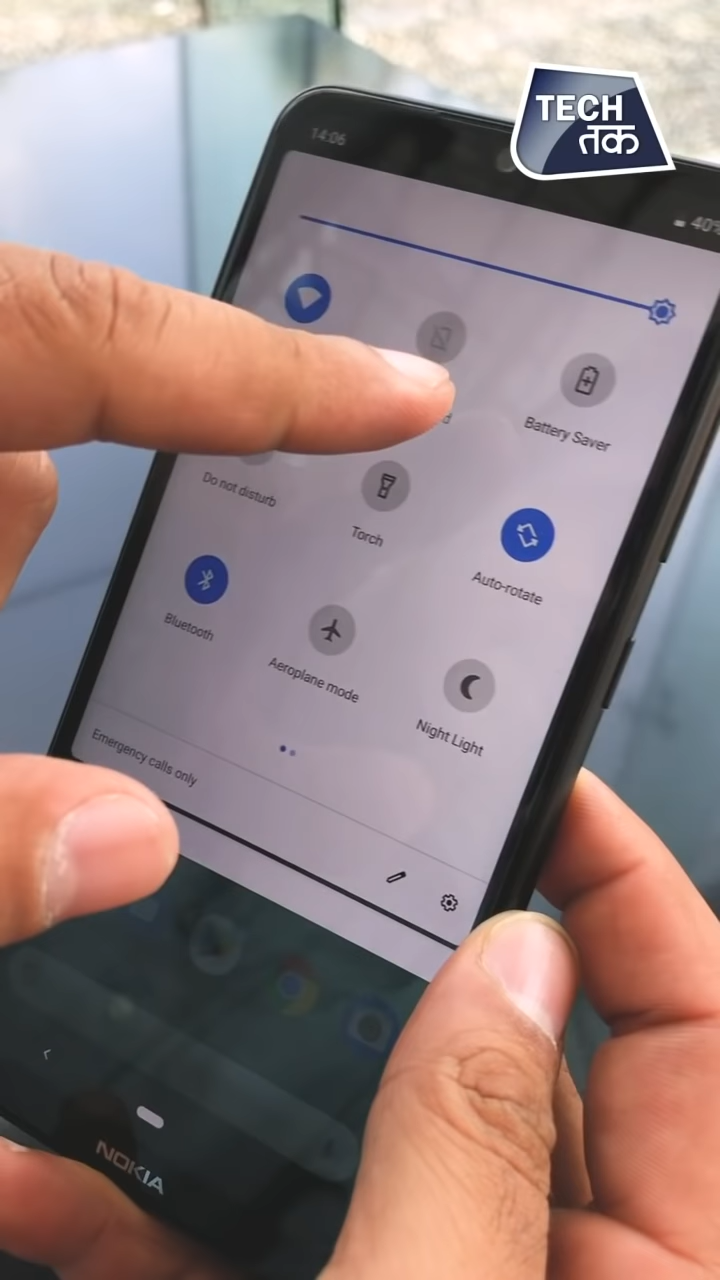 TECH
तक
14:06
40%
Battery Saver
Do not disturb
Torch
Auto-rotate
Bluetooth
Aeroplane mode
Night Light
Emergency calls only
NOKIA